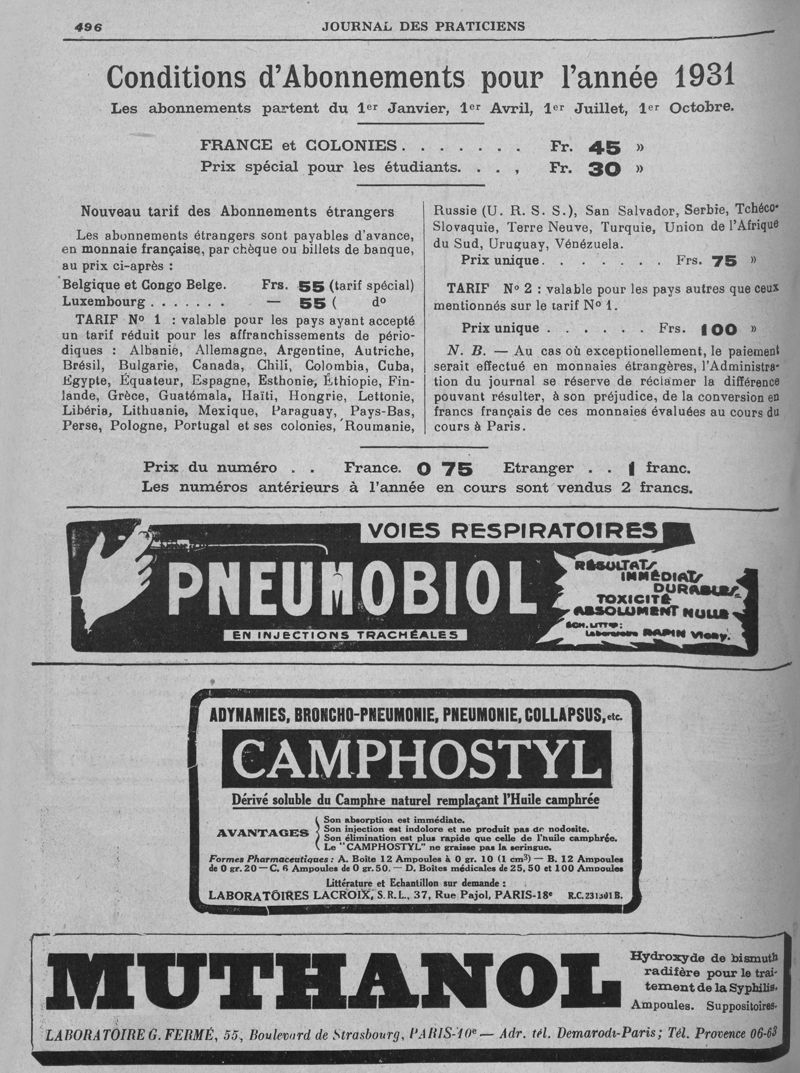 496
JOURNAL DES PRATICIENS
Conditions d'Abonnements pour l'année 1931
Les abonnements partent du 1er Janvier, 1er Avril, 1er Juillet, 1er Octobre.
FRANCE et COLONIES . . . . . . . Fr. 45 »
Prix spécial pour les étudiants. . . , Fr. 30 »
Nouveau tarif des Abonnements étrangers
Les abonnements étrangers sont payables d'avance,
en monnaie française, par chèque ou billets de banque,
au prix ci-après :
Belgique et Congo Belge. Frs. 55 (tarif spécial)
Luxembourg . . . . . . . — 55 ( do
TARIF No 1 : valable pour les pays ayant accepté
un tarif réduit pour les affranchissements de pério-
diques : Albanie, Allemagne, Argentine, Autriche,
Brésil, Bulgarie, Canada, Chili, Colombia, Cuba,
Egypte, Équateur, Espagne, Esthonie, Éthiopie, Fin-
lande, Grèce, Guatémala, Haïti, Hongrie, Lettonie,
Libéria, Lithuanie, Mexique, Paraguay, Pays-Bas,
Perse, Pologne, Portugal et ses colonies, Roumanie,
Russie (U. R. S. S.), San Salvador, Serbie, Tchéco-
Slovaquie, Terre Neuve, Turquie, Union de l'Afrique
du Sud, Uruguay, Vénézuela.
Prix unique. . . . . . . . Frs. 75 »
TARIF No 2 : valable pour les pays autres que ceux
mentionnés sur le tarif No 1.
Prix unique . . . . . . Frs. 100 »
N. B. — Au cas où exceptionellement, le paiement
serait effectué en monnaies étrangères, l'Administra-
tion du journal se réserve de réclamer la différence
pouvant résulter, à son préjudice, de la conversion en
francs français de ces monnaies évaluées au cours du
cours à Paris.
Prix du numéro . . France. 0 75 Etranger . . 1 franc.
Les numéros antérieurs à l'année en cours sont vendus 2 francs.
VOIES RESPIRATOIRES
PNEUMOBIOL
EN INJECTIONS TRACHÉALES
RÉSULTATS
IMMÉDIATS
DURABLES
TOXICITÉ
ABSOLUMENT NULLE
ECH. LITTre:
Laboratoire RAPIN Vichy.
ADYNAMIES, BRONCHO-PNEUMONIE, PNEUMONIE, COLLAPSUS, etc.
CAMPHOSTYL
Dérivé soluble du Camphre naturel remplaçant l'Huile camphrée
AVANTAGES
Son absorption est immédiate.
Son injection est indolore et ne produit pas de nodosité.
Son élimination est plus rapide que celle de l'huile camphrée.
Le "CAMPHOSTYL" ne graisse pas la seringue.
Formes Pharmaceutiques : A. Boîte 12 Ampoules à 0 gr. 10 (1 cm3) — B. 12 Ampoules
de 0 gr. 20 — C. 6 Ampoules de 0 gr. 50. — D. Boîtes médicales de 25, 50 et 100 Ampoules
Littérature et Echantillon sur demande :
LABORATOIRES LACROIX, S.R.L., 37, Rue Pajol, PARIS-18e R.C. 231501 B.
MUTHANOL
Hydroxyde de bismuth
radifère pour le trai-
tement de la Syphilis.
Ampoules. Suppositoires.
LABORATOIRE G. FERMÉ, 55, Boulevard de Strasbourg, PARIS-10e — Adr. tél. Demarodi-Paris; Tél. Provence 06-63